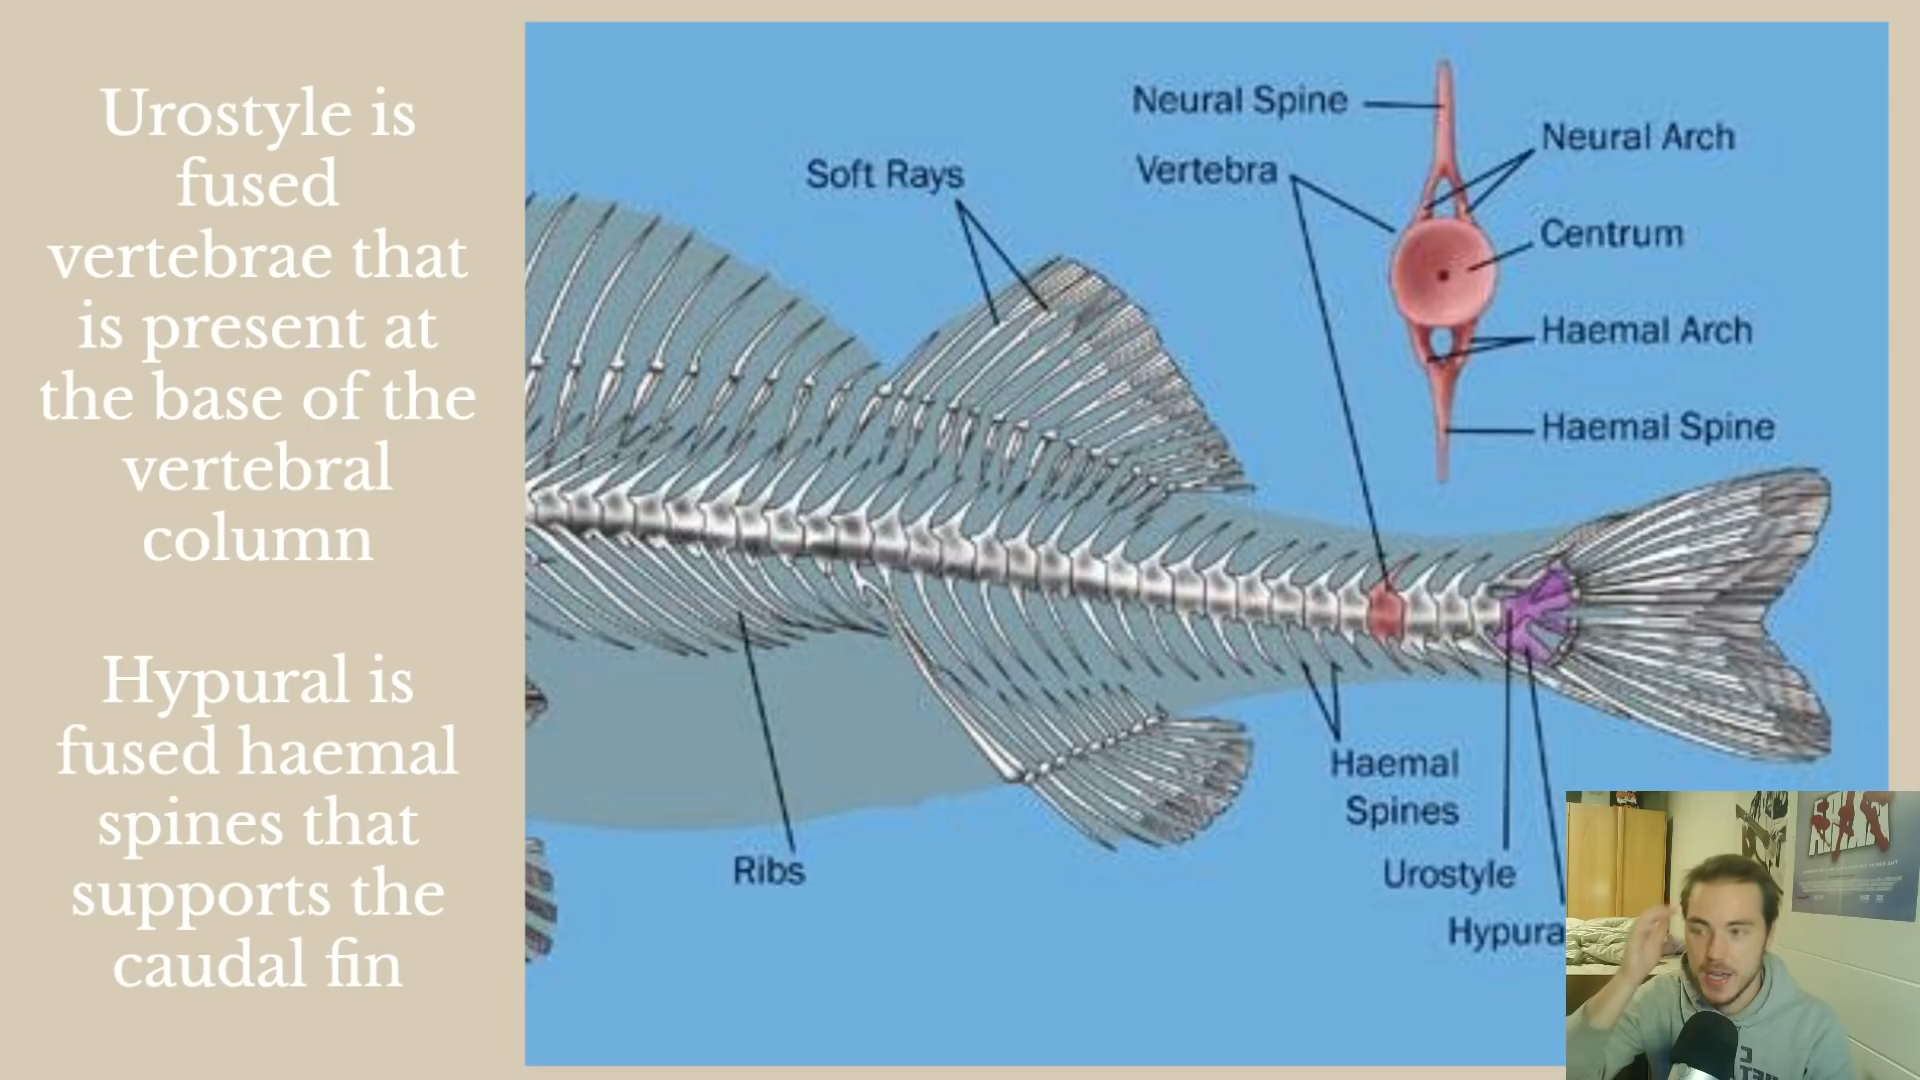 Urostyle is
fused
vertebrae that
is present at
the base of the
vertebral
column
Hypural is
fused haemal
spines that
supports the
caudal fin
Neural Spine
Neural Arch
Soft Rays
Vertebra
Centrum
Haemal Arch
Haemal Spine
Haemal
Spines
Ribs
Urostyle
Hypura